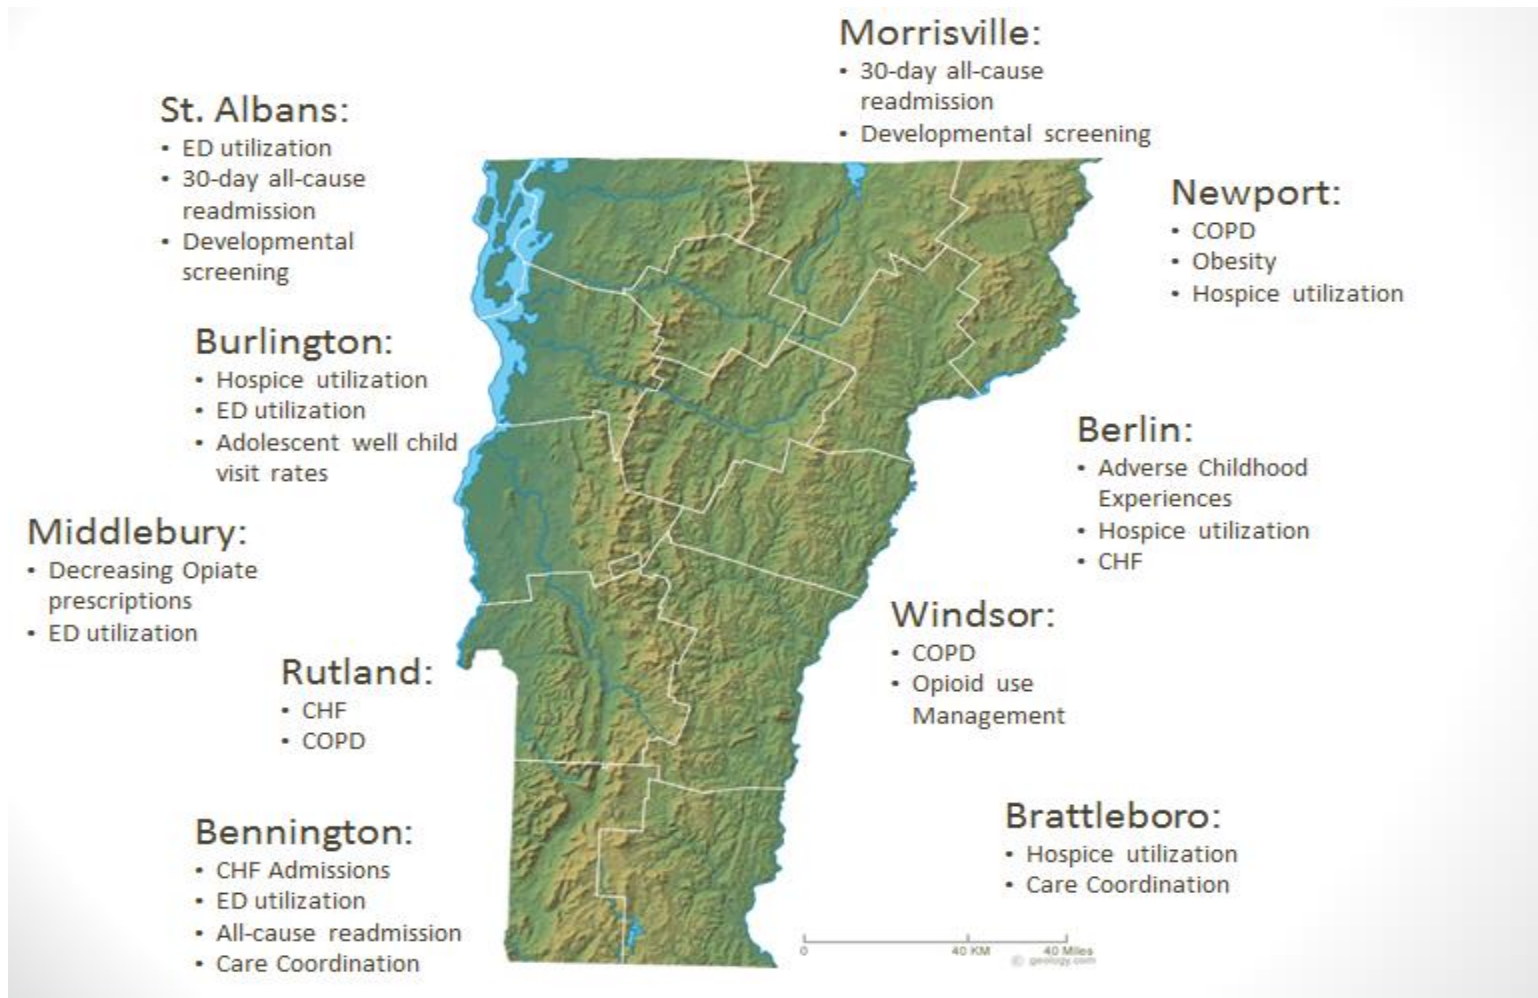 Morrisville:
• 30-day all-cause
readmission
• Developmental screening
St. Albans:
• ED utilization
• 30-day all-cause
readmission
• Developmental
screening
Newport:
• COPD
• Obesity
• Hospice utilization
Burlington:
• Hospice utilization
• ED utilization
• Adolescent well child
visit rates
Berlin:
• Adverse Childhood
Experiences
• Hospice utilization
• CHF
Middlebury:
• Decreasing Opiate
prescriptions
• ED utilization
Windsor:
• COPD
• Opioid use
Management
Rutland:
• CHF
• COPD
Brattleboro:
• Hospice utilization
• Care Coordination
Bennington:
• CHF Admissions
• ED utilization
• All-cause readmission
• Care Coordination
0 40 KM 40 Miles
© geology.com